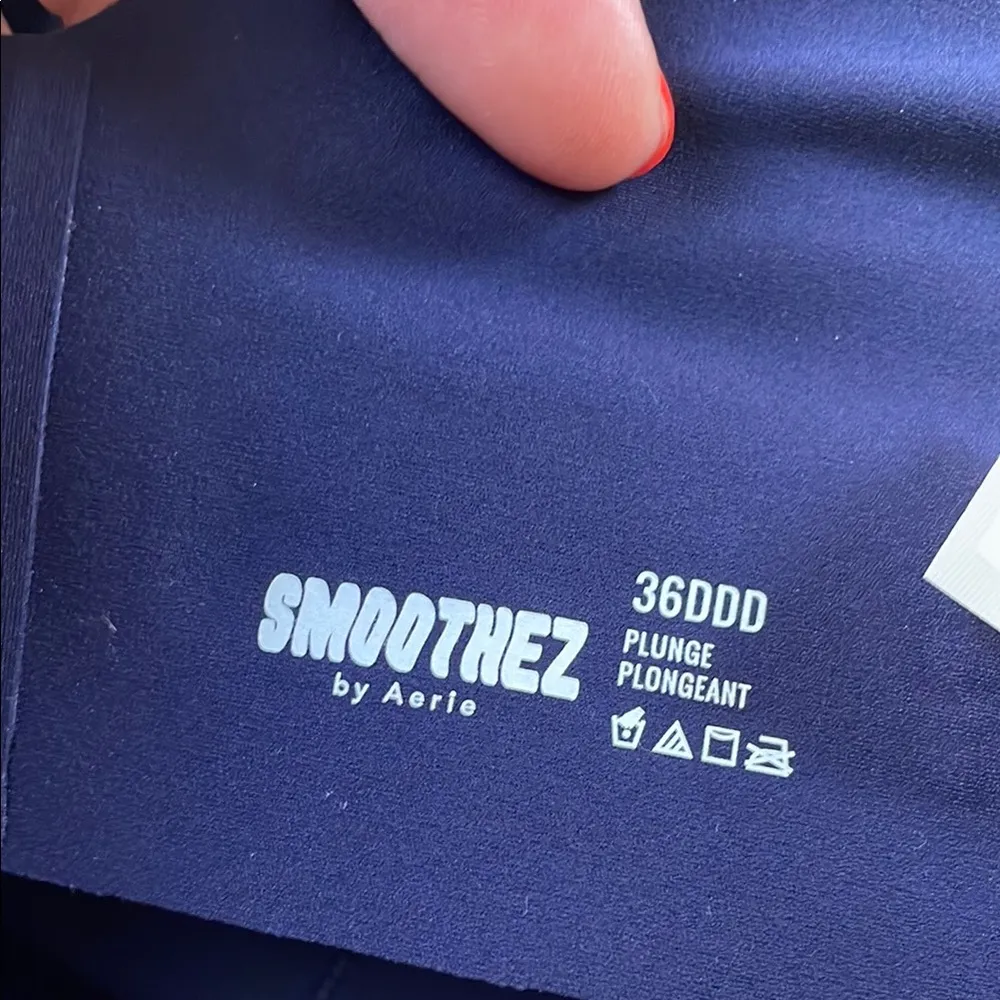 SMOOTHEZ
by Aerie
36DDD
PLUNGE
PLONGEANT